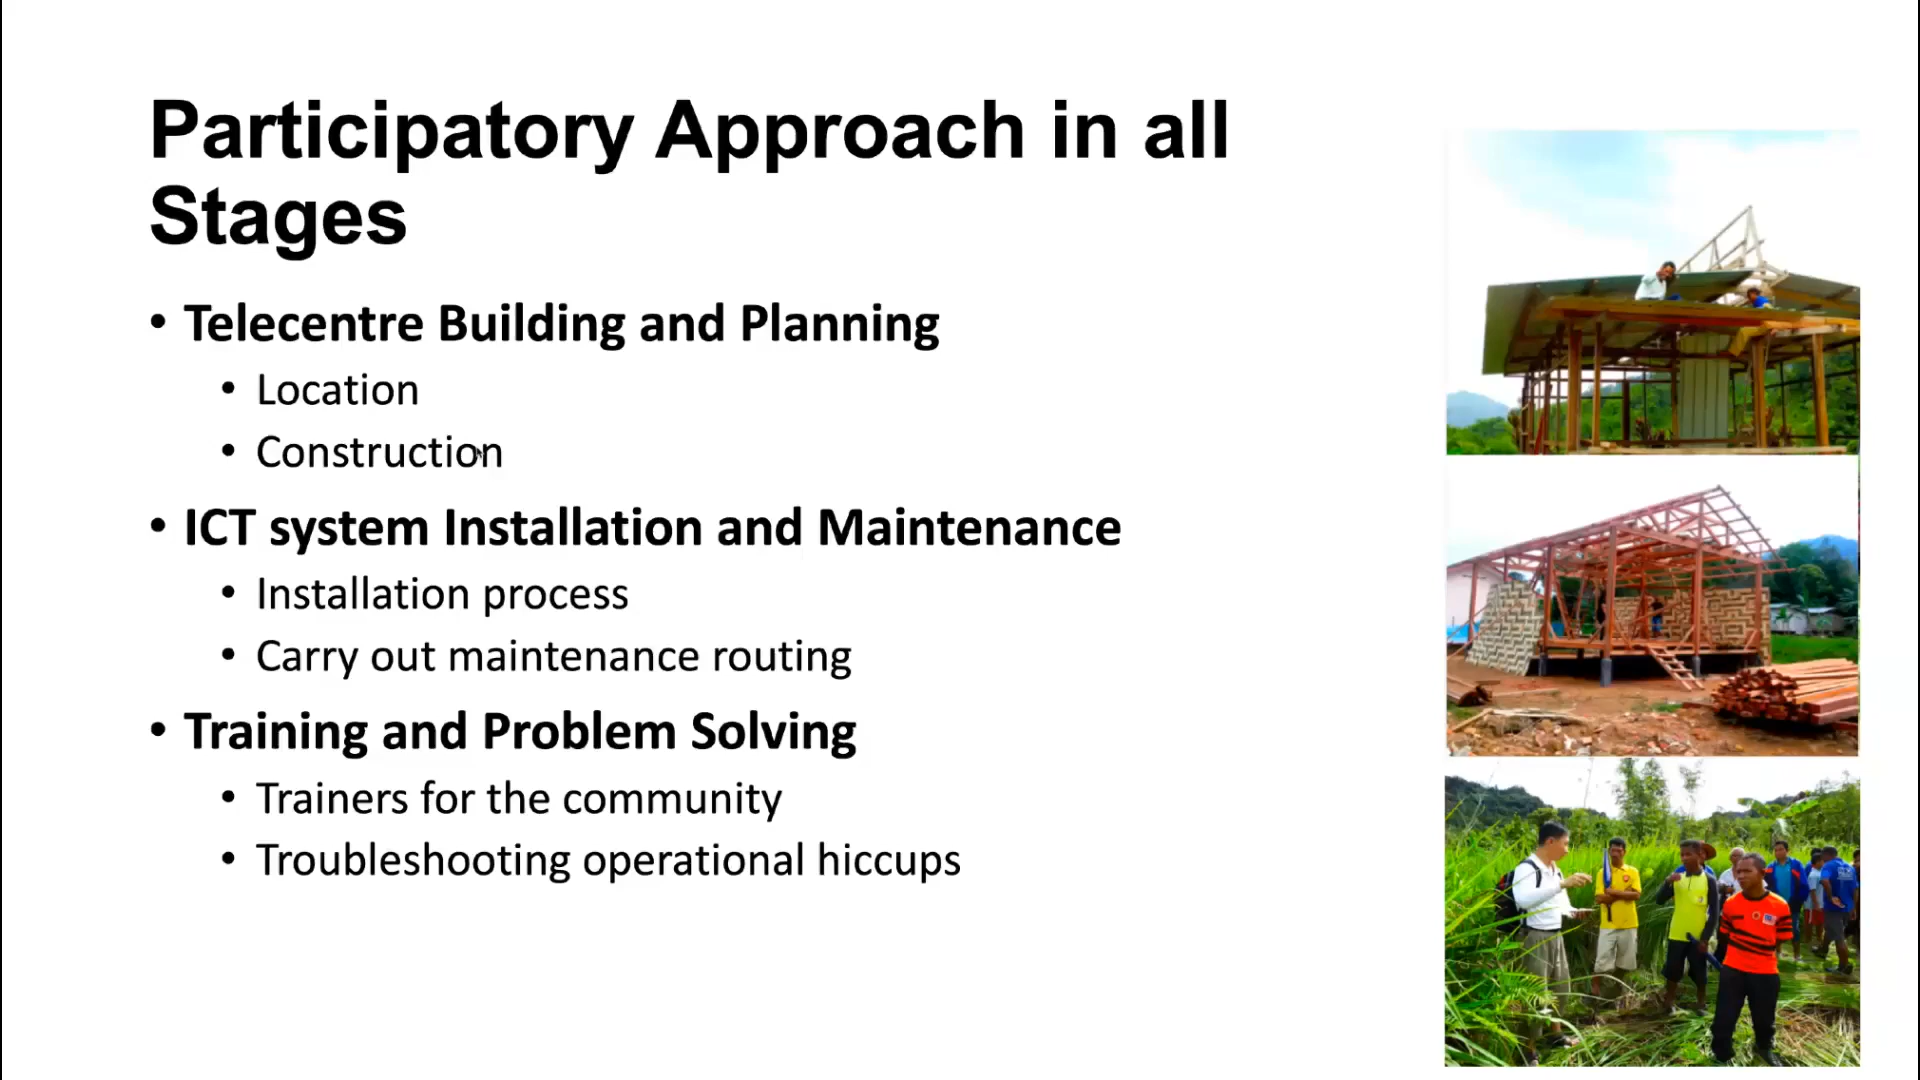 Participatory Approach in all
Stages
• Telecentre Building and Planning
• Location
• Construction
• ICT system Installation and Maintenance
• Installation process
• Carry out maintenance routing
• Training and Problem Solving
• Trainers for the community
• Troubleshooting operational hiccups